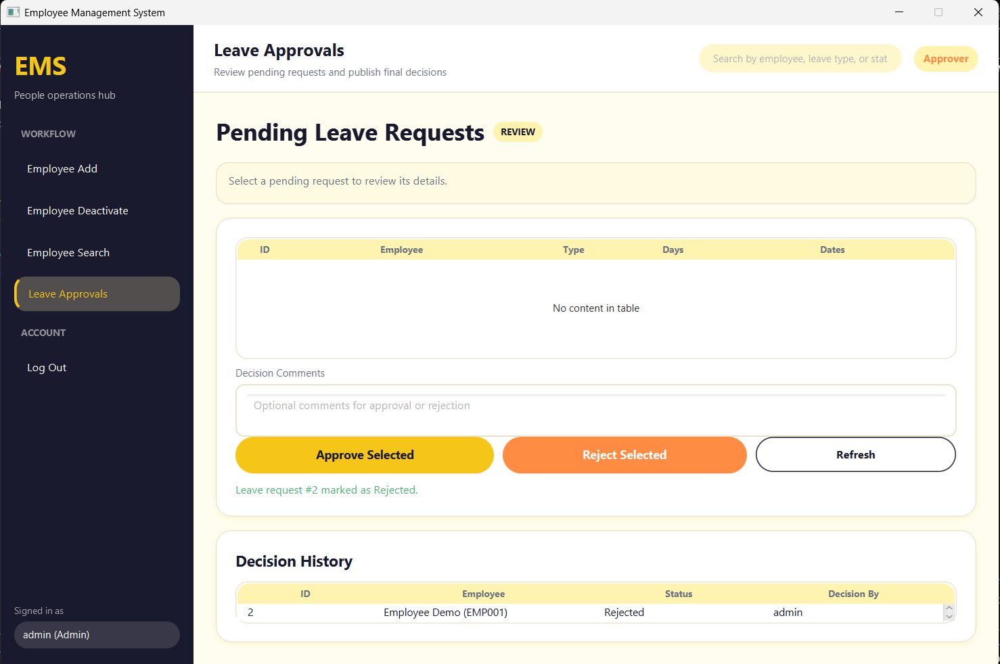 Employee Management System
EMS
People operations hub
WORKFLOW
Employee Add
Employee Deactivate
Employee Search
Leave Approvals
ACCOUNT
Log Out
Signed in as
admin (Admin)
Leave Approvals
Review pending requests and publish final decisions
Search by employee, leave type, or stat
Approver
Pending Leave Requests REVIEW
Select a pending request to review its details.
ID Employee Type Days Dates
No content in table
Decision Comments
Optional comments for approval or rejection
Approve Selected Reject Selected Refresh
Leave request #2 marked as Rejected.
Decision History
ID Employee Status Decision By
2 Employee Demo (EMP001) Rejected admin